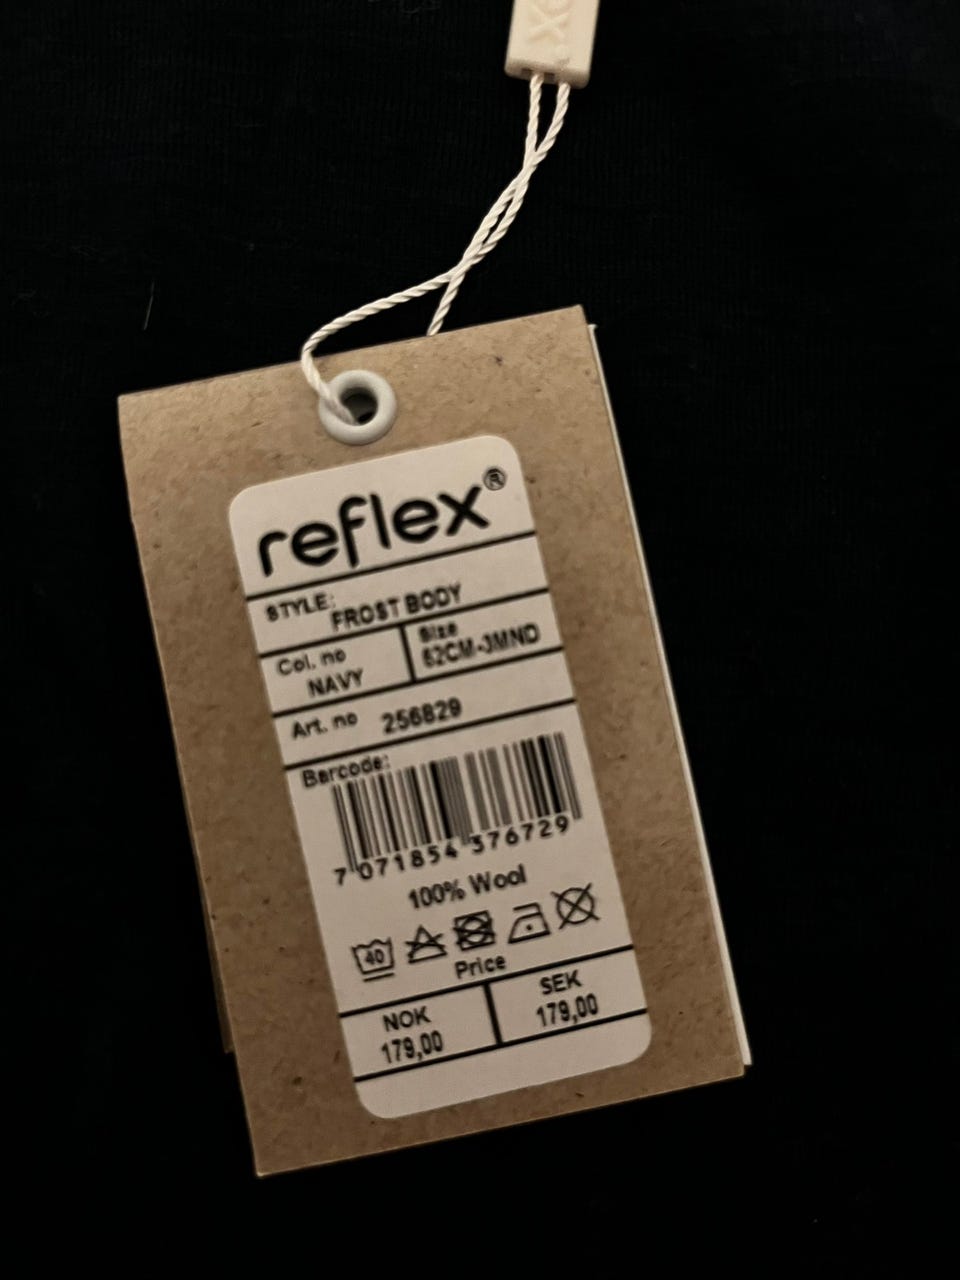 ex.
reflex®
STYLE:
FROST BODY
Col. no
NAVY
Size
62CM-3MND
Art. no 256829
Barcode:
7 071854 376729
100% Wool
40
Price
NOK
179,00
SEK
179,00